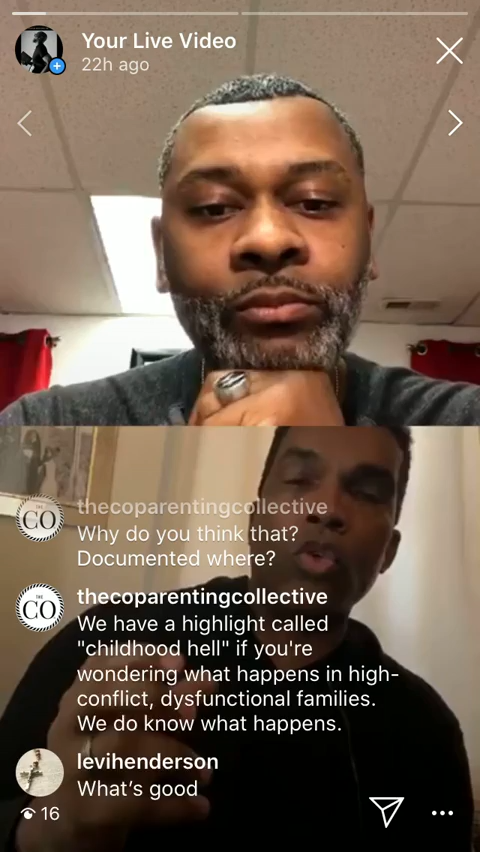 Your Live Video
22h ago
THE
CO
thecoparentingcollective
Why do you think that?
Documented where?
THE
CO
thecoparentingcollective
We have a highlight called
"childhood hell" if you're
wondering what happens in high-
conflict, dysfunctional families.
We do know what happens.
levihenderson
What’s good
16